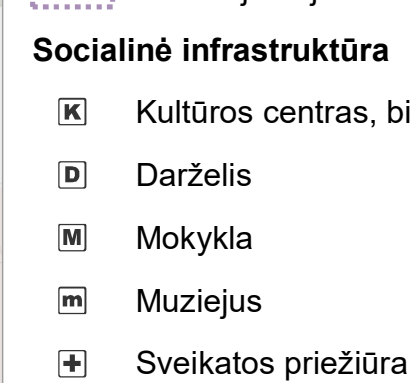 Socialinė infrastruktūra
K Kultūros centras, bi
D Darželis
M Mokykla
m Muziejus
+ Sveikatos priežiūra